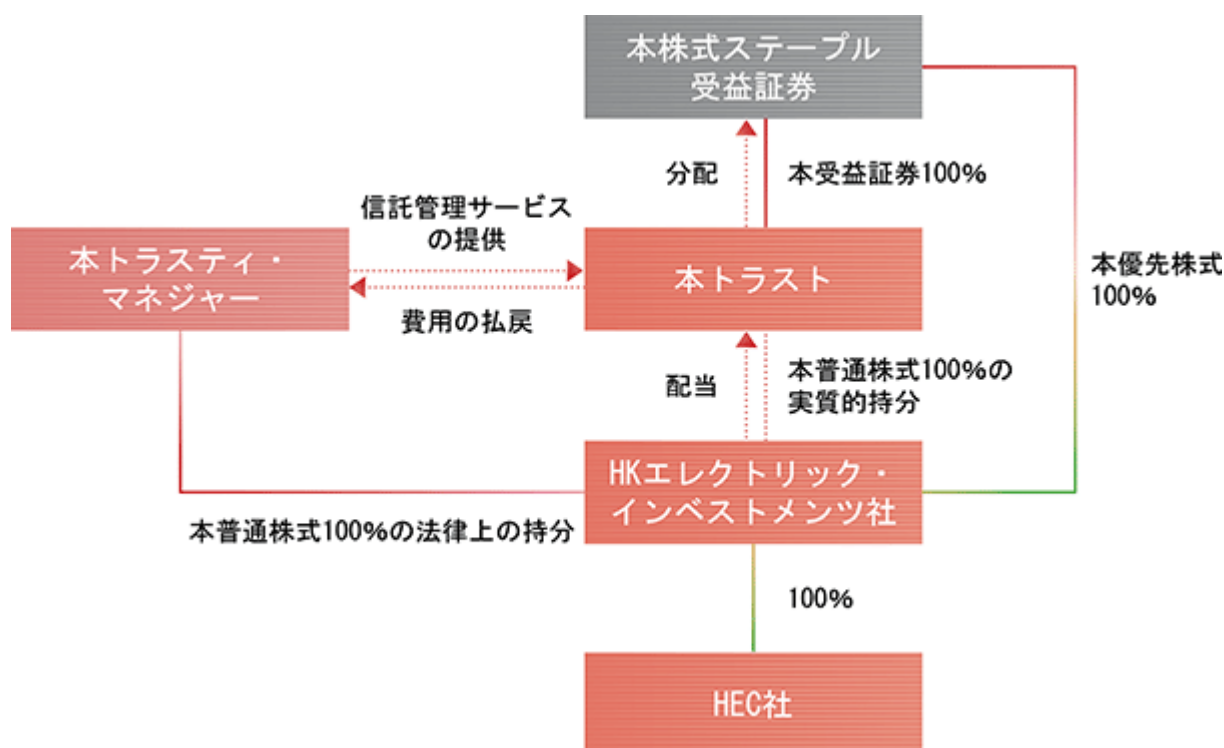 本株式ステープル
受益証券
分配
本受益証券100%
信託管理サービス
の提供
本トラスティ・
マネジャー
本トラスト
本優先株式
100%
費用の払戻
配当
本普通株式100%の
実質的持分
HKエレクトリック・
インベストメンツ社
本普通株式100%の法律上の持分
100%
HEC社